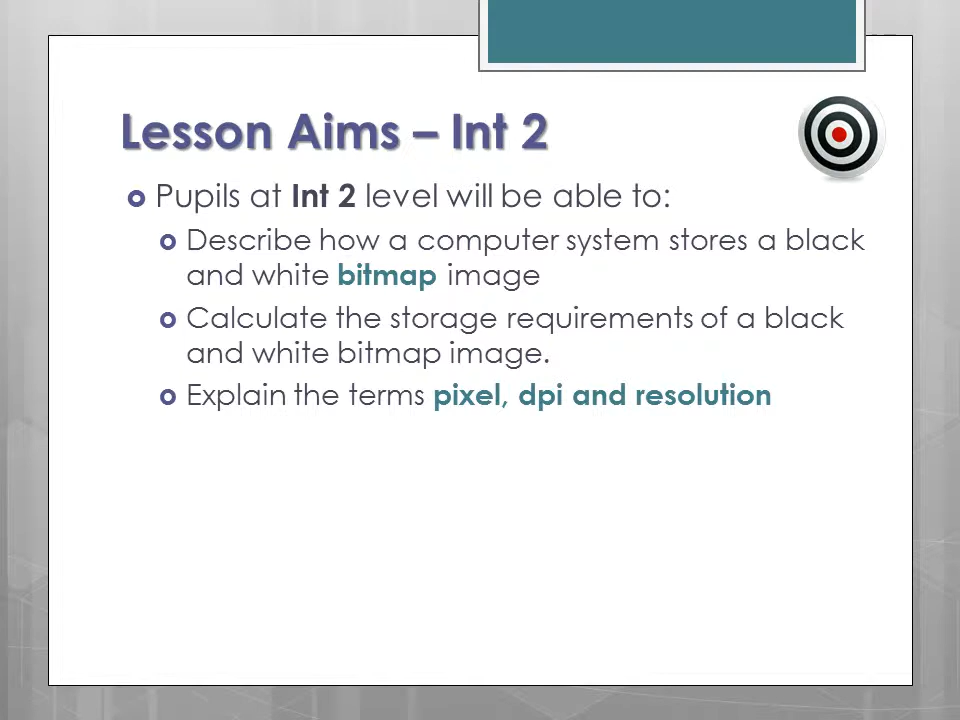 Lesson Aims – Int 2
Pupils at Int 2 level will be able to:
Describe how a computer system stores a black
and white bitmap image
Calculate the storage requirements of a black
and white bitmap image.
Explain the terms pixel, dpi and resolution